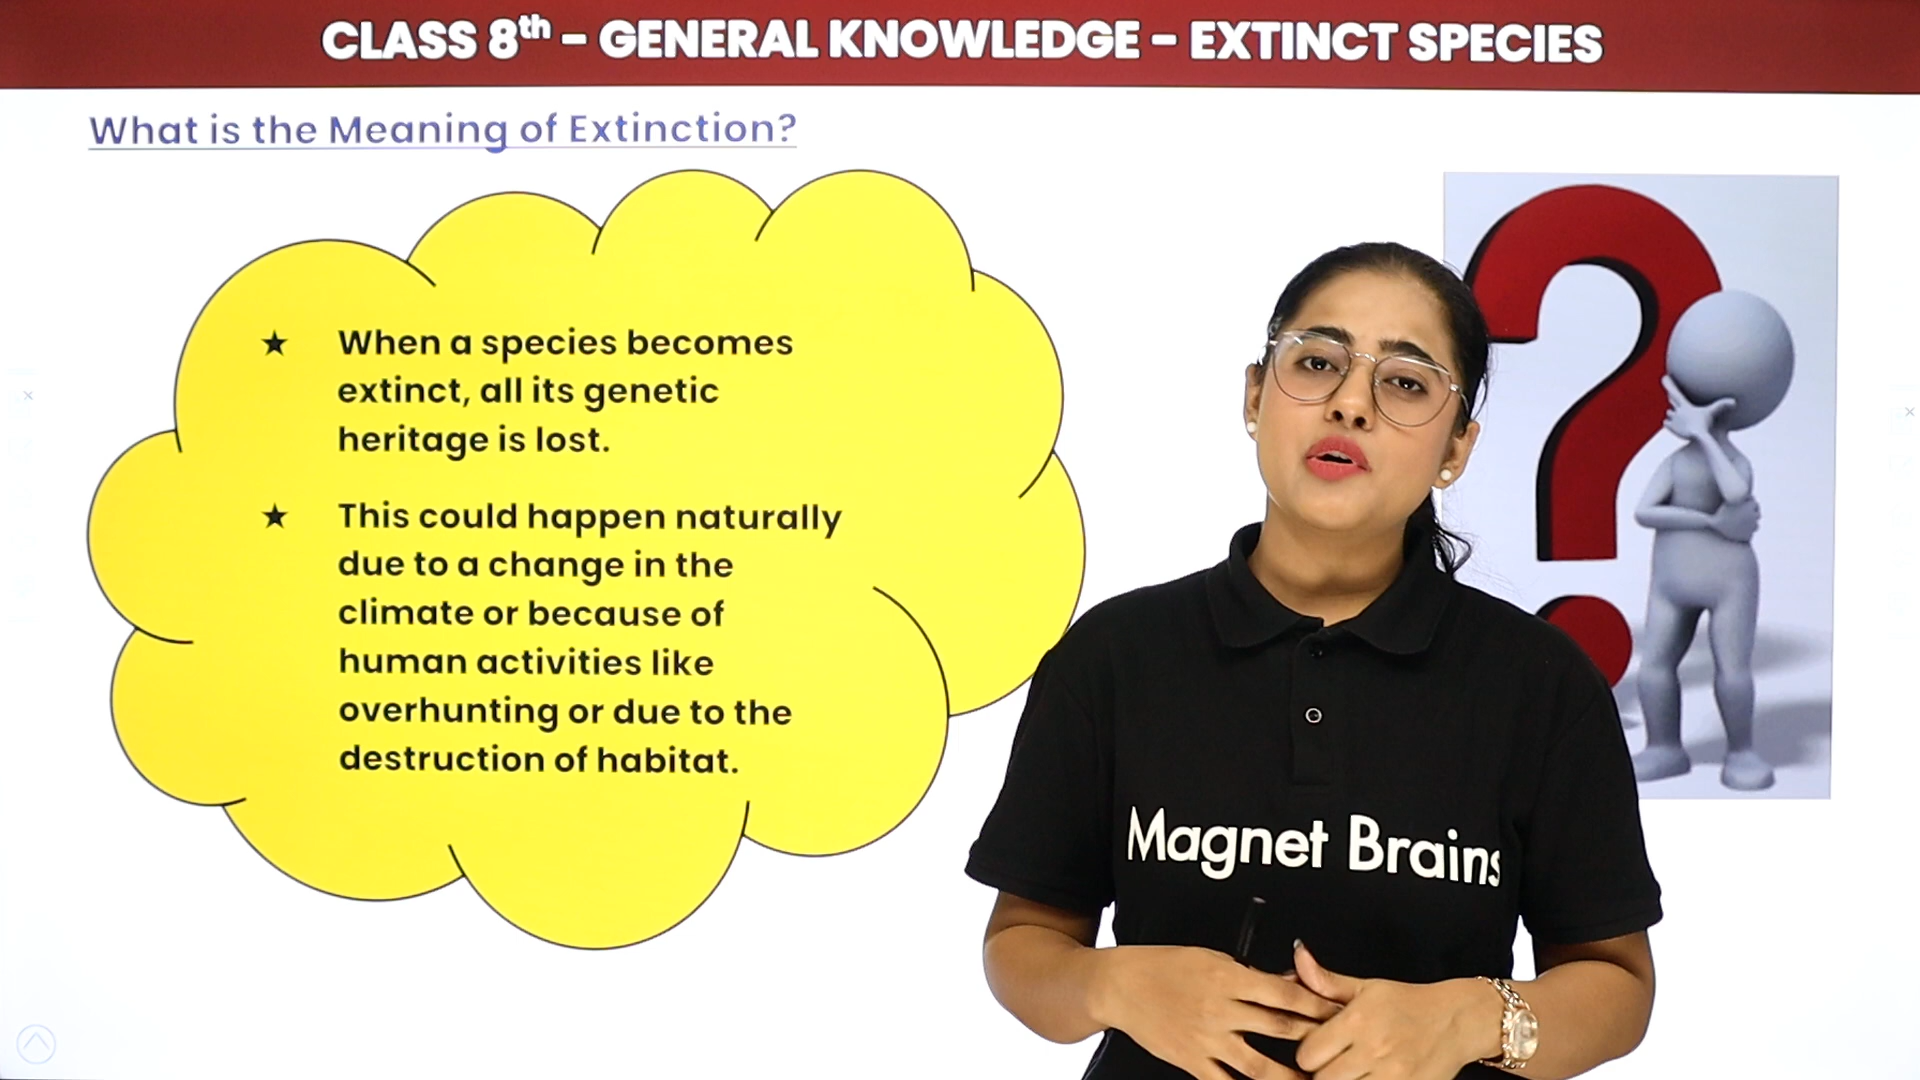 CLASS 8th - GENERAL KNOWLEDGE - EXTINCT SPECIES
What is the Meaning of Extinction?
★ When a species becomes
extinct, all its genetic
heritage is lost.
★ This could happen naturally
due to a change in the
climate or because of
human activities like
overhunting or due to the
destruction of habitat.
Magnet Brains